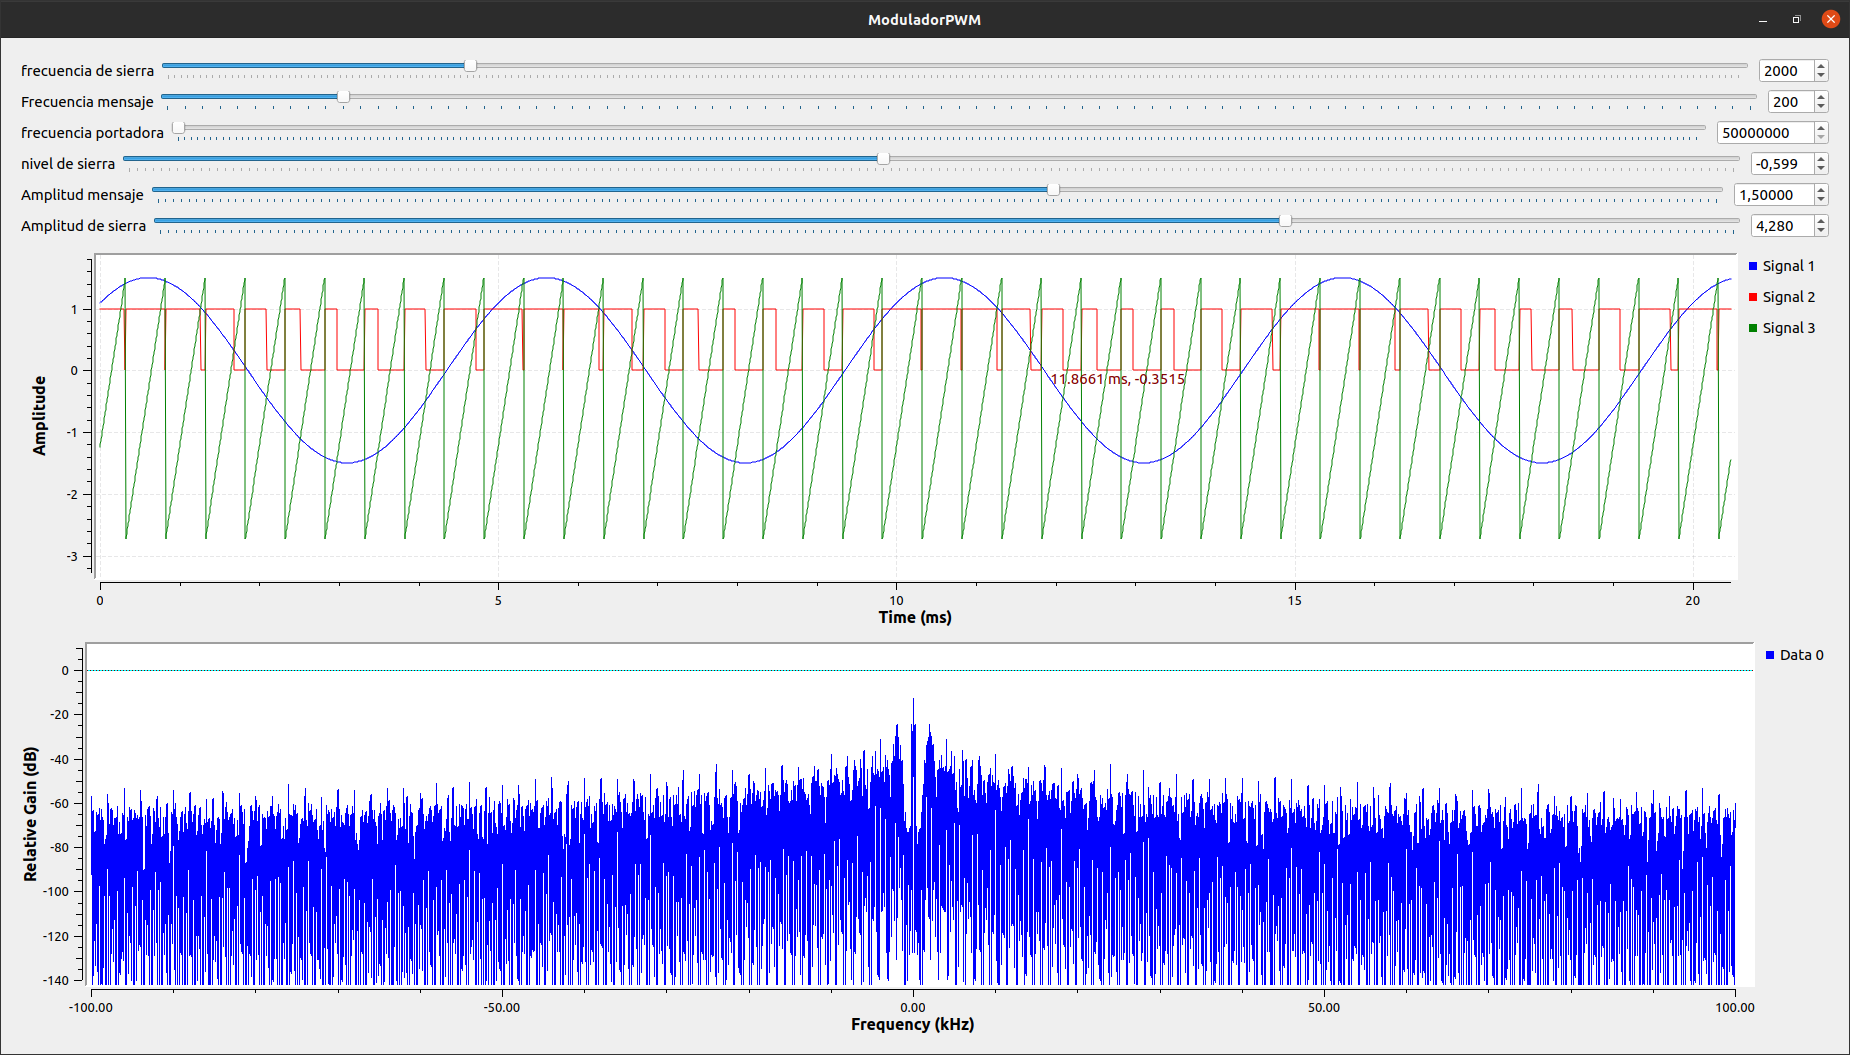 ModuladorPWM
frecuencia de sierra 2000
Frecuencia mensaje 200
frecuencia portadora 50000000
nivel de sierra -0,599
Amplitud mensaje 1,50000
Amplitud de sierra 4,280
Signal 1
Signal 2
Signal 3
1
0
-1
-2
-3
Amplitude
11.8661 ms, -0.3515
0 5 10 15 20
Time (ms)
Data 0
0
-20
-40
-60
-80
-100
-120
-140
Relative Gain (dB)
-100.00 -50.00 0.00 50.00 100.00
Frequency (kHz)